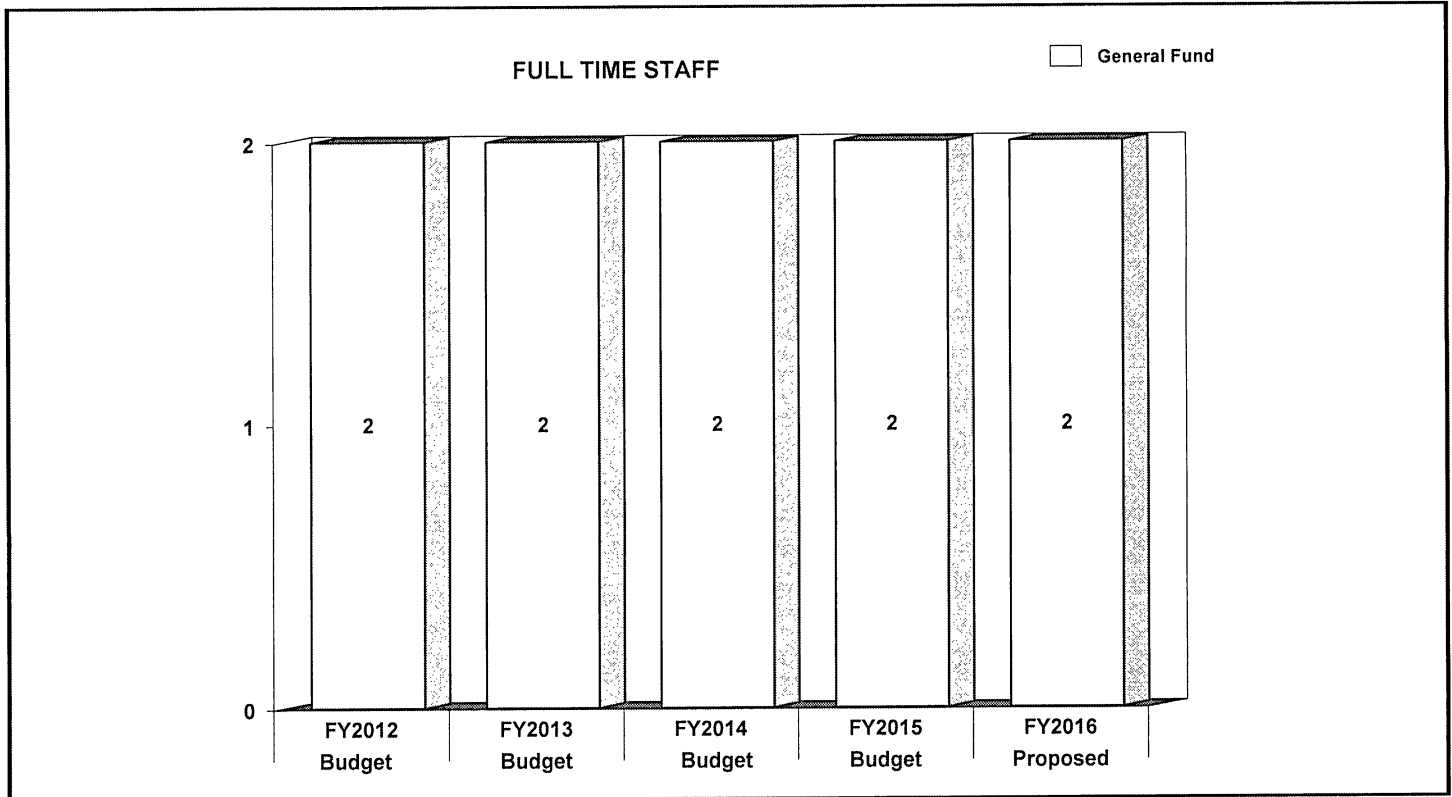 FULL TIME STAFF
General Fund
2
1
0
2
2
2
2
2
FY2012
Budget
FY2013
Budget
FY2014
Budget
FY2015
Budget
FY2016
Proposed